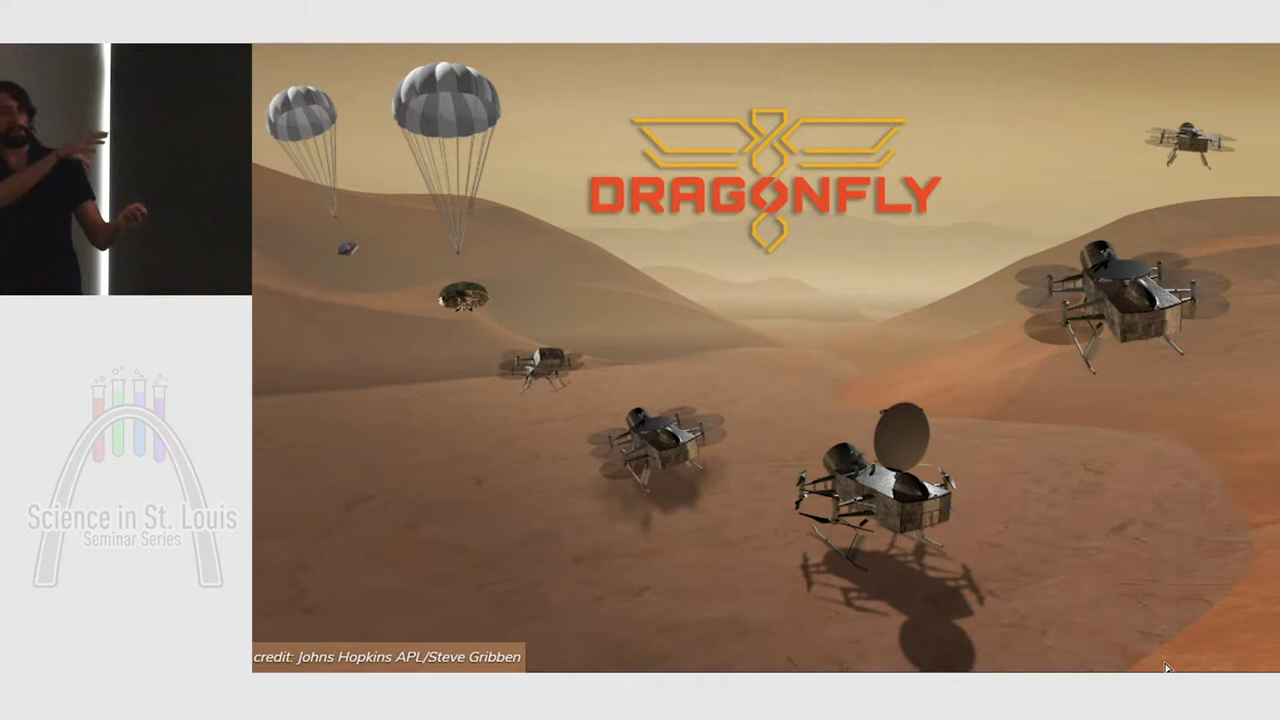 DRAGONFLY
Science in St. Louis
Seminar Series
credit: Johns Hopkins APL/Steve Gribben